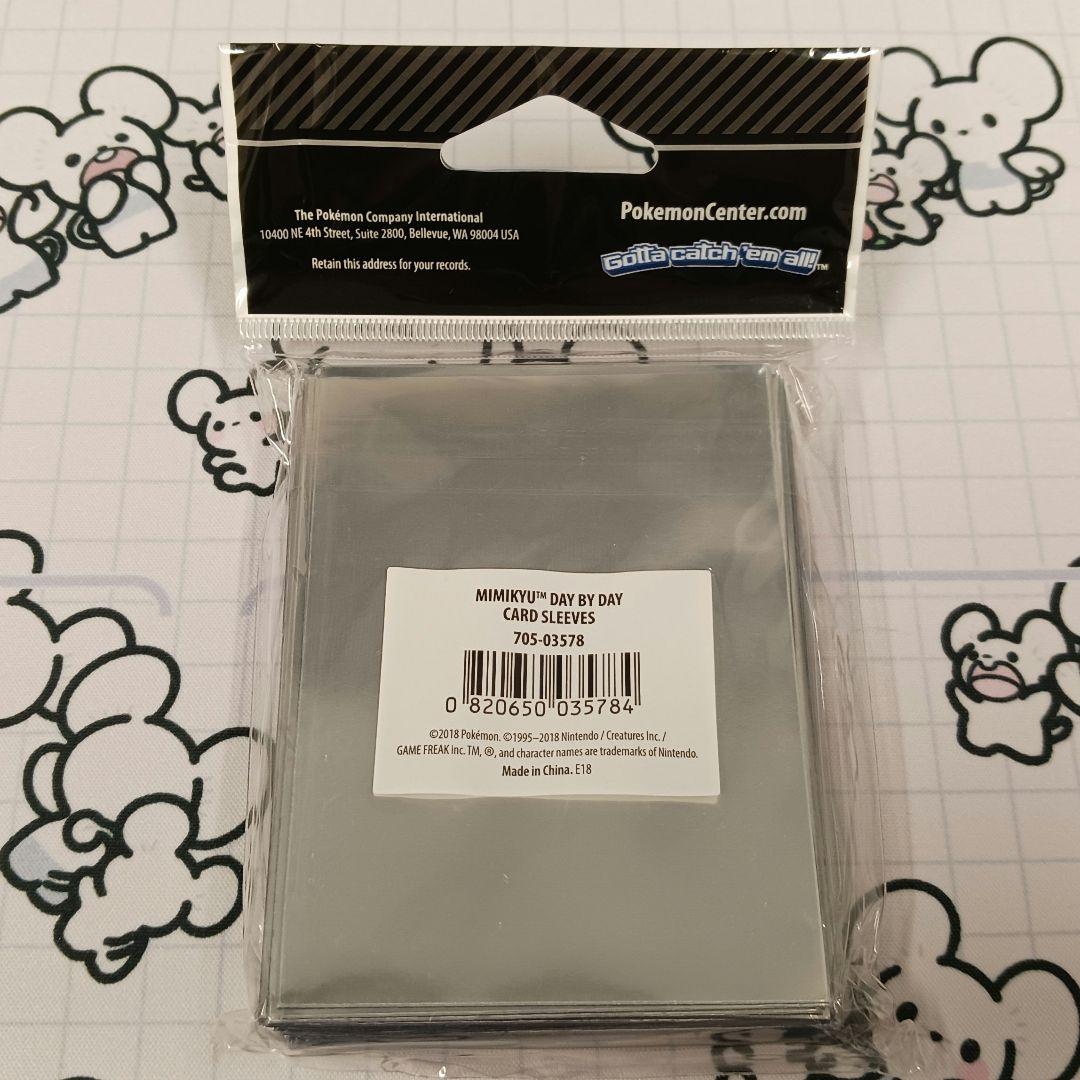 The Pokémon Company International
10400 NE 4th Street, Suite 2800, Bellevue, WA 98004 USA
Retain this address for your records.
PokemonCenter.com
Gotta catch 'em all!™
MIMIKYU™ DAY BY DAY
CARD SLEEVES
705-03578
0 820650 035784
©2018 Pokémon. ©1995–2018 Nintendo / Creatures Inc. /
GAME FREAK inc. TM, ®, and character names are trademarks of Nintendo.
Made in China. E18